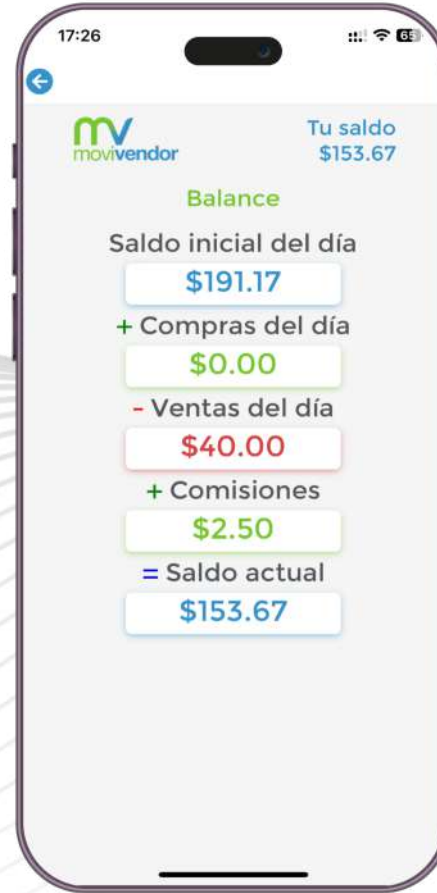 17:26
65
movivendor
Tu saldo
$153.67
Balance
Saldo inicial del día
$191.17
+ Compras del día
$0.00
- Ventas del día
$40.00
+ Comisiones
$2.50
= Saldo actual
$153.67